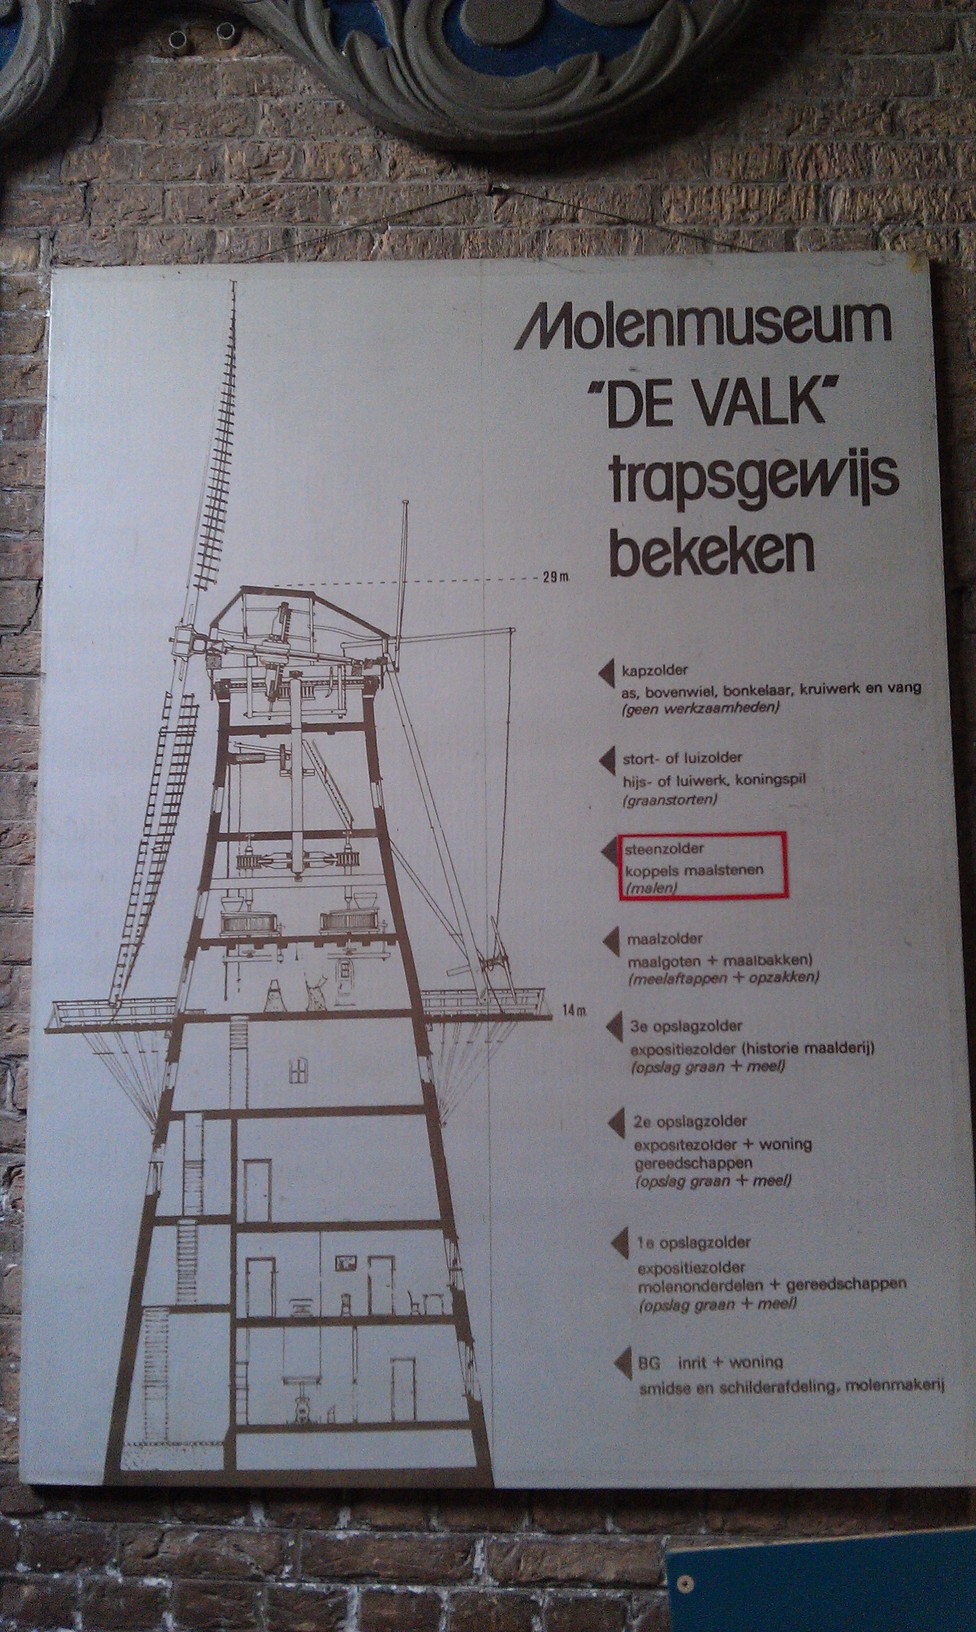 Molenmuseum
"DE VALK"
trapsgewijs
bekeken
29 m.
kapzolder
as, bovenwiel, bonkelaar, kruiwerk en vang
(geen werkzaamheden)
stort- of luizolder
hijs- of luiwerk, koningspil
(graanstorten)
steenzolder
koppels maalstenen
(malen)
maalzolder
maalgoten + maalbakken)
(meelaftappen + opzakken)
14 m.
3e opslagzolder
expositiezolder (historie maalderij)
(opslag graan + meel)
2e opslagzolder
expositezolder + woning
gereedschappen
(opslag graan + meel)
1e opslagzolder
expositiezolder
molenonderdelen + gereedschappen
(opslag graan + meel)
BG inrit + woning
smidse en schilderafdeling, molenmakerij